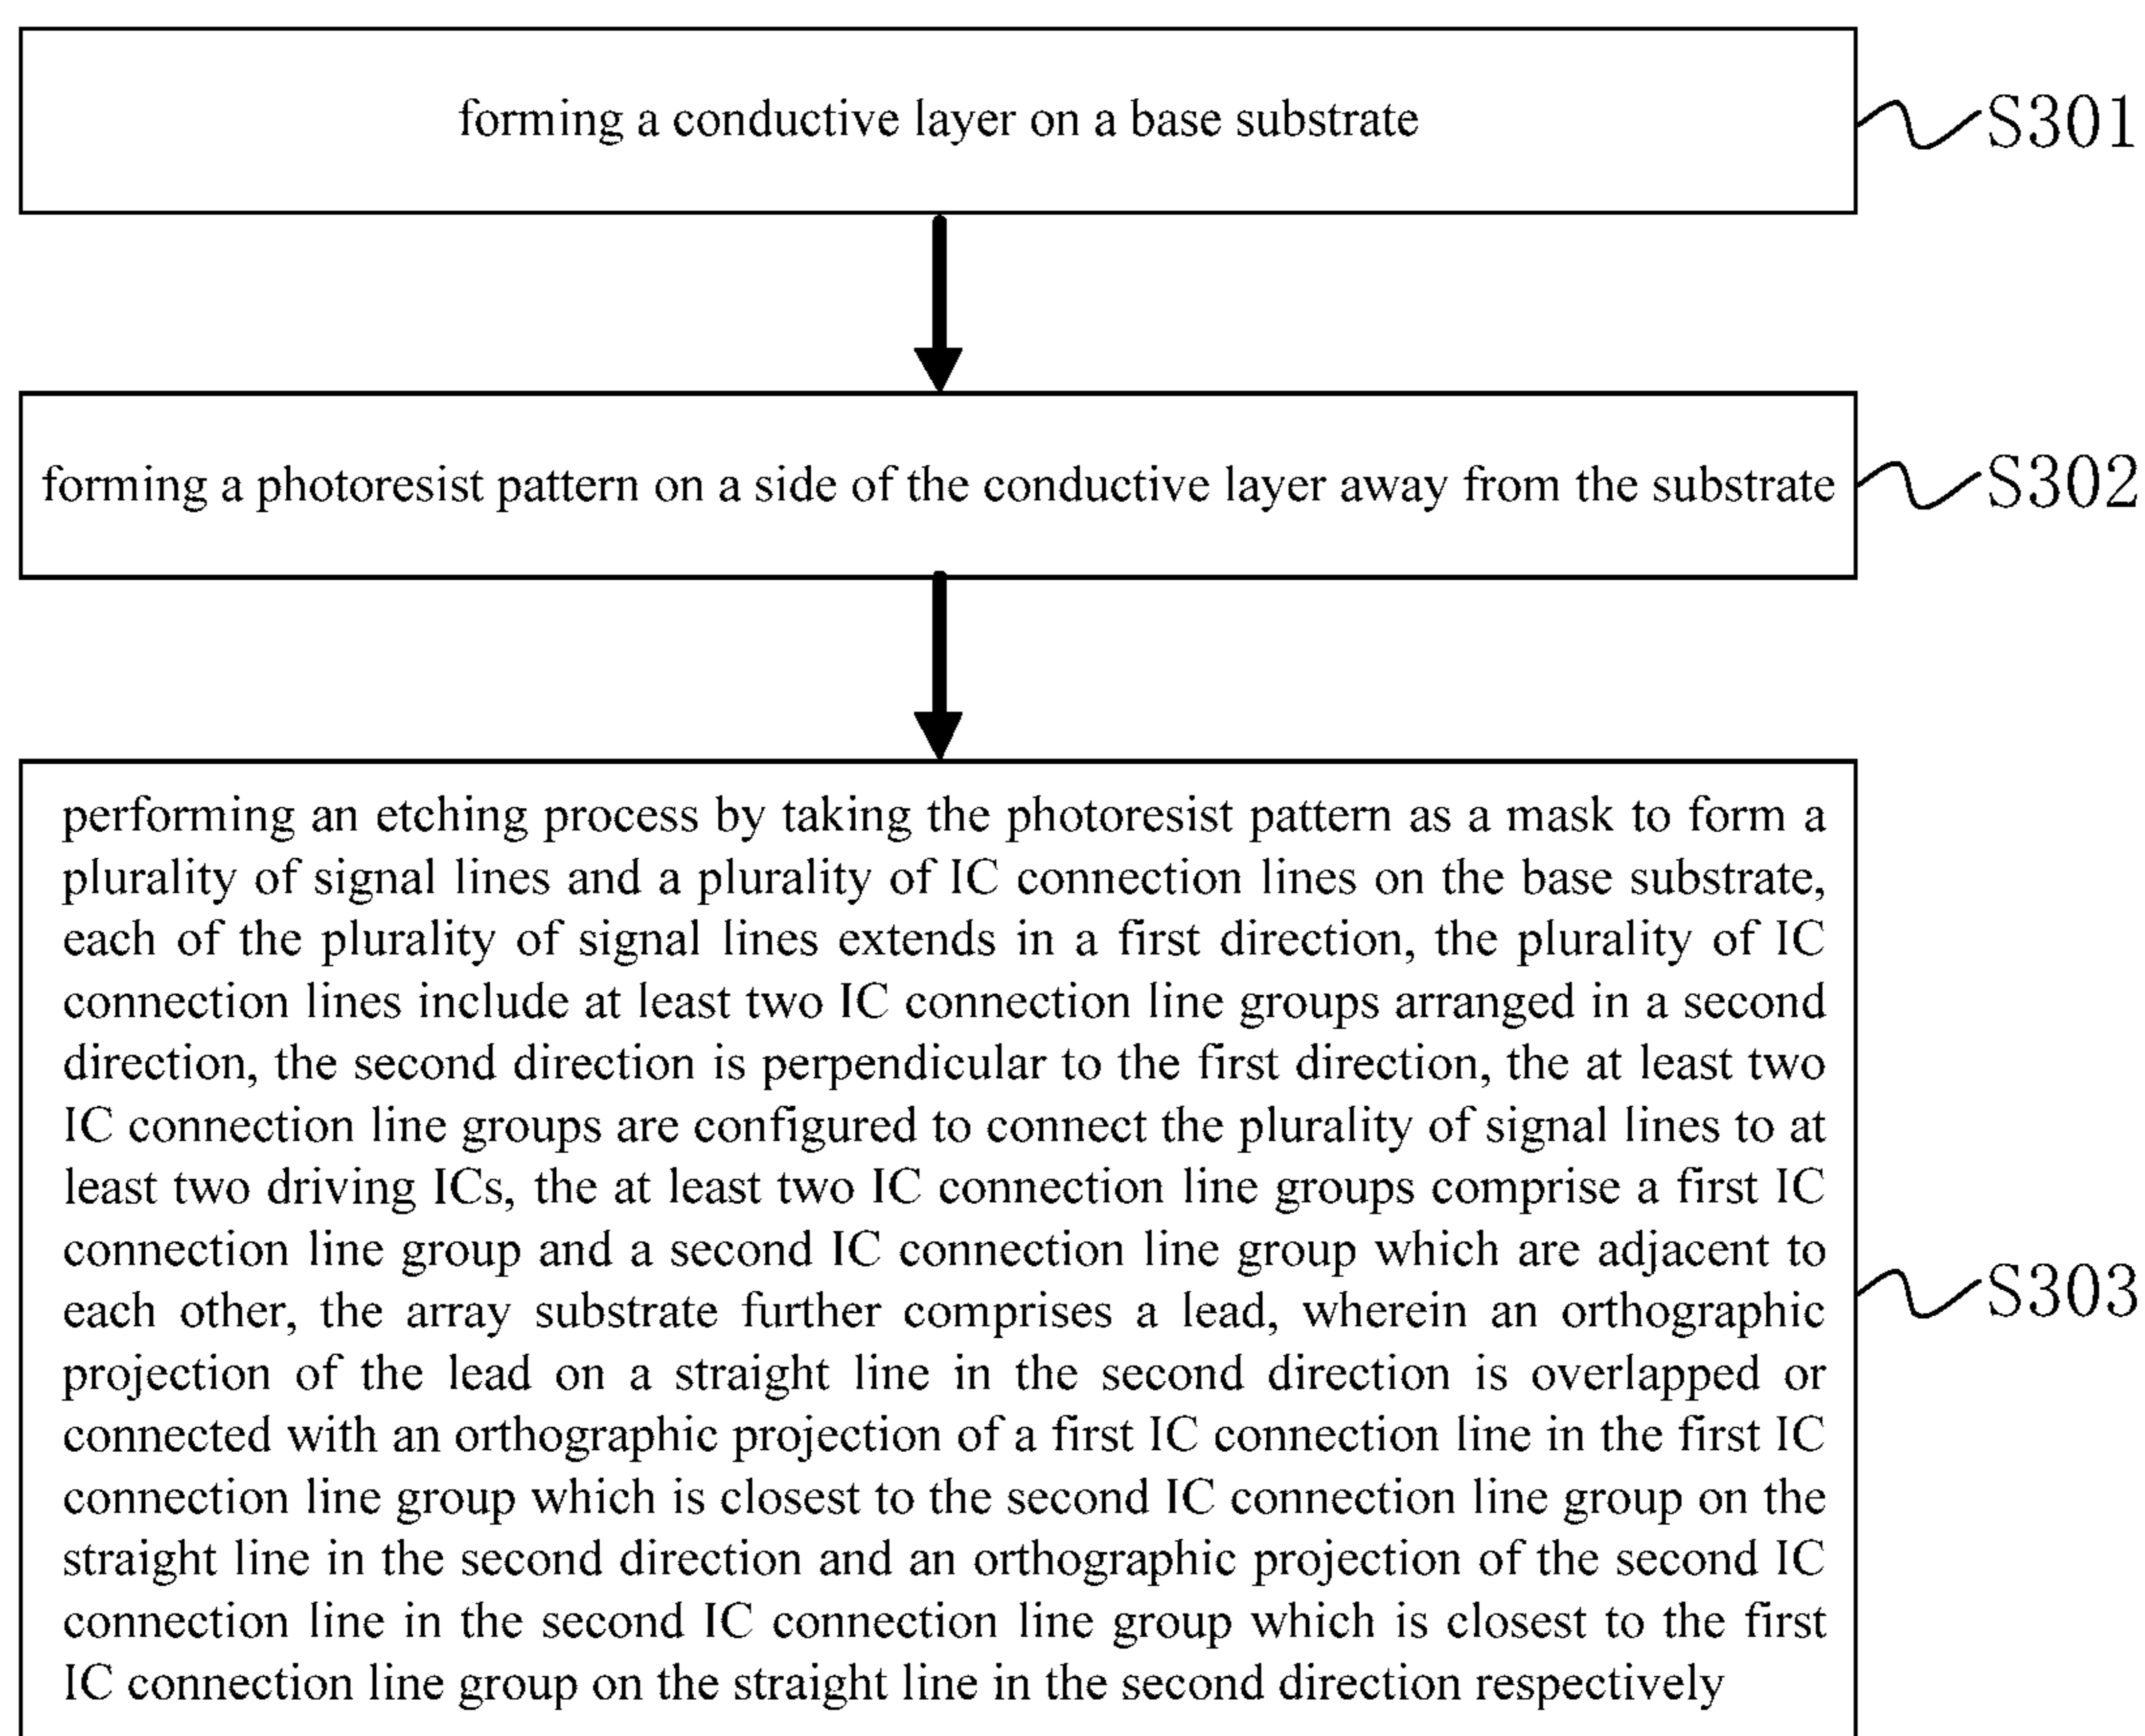 forming a conductive layer on a base substrate
S301
forming a photoresist pattern on a side of the conductive layer away from the substrate
S302
performing an etching process by taking the photoresist pattern as a mask to form a
plurality of signal lines and a plurality of IC connection lines on the base substrate,
each of the plurality of signal lines extends in a first direction, the plurality of IC
connection lines include at least two IC connection line groups arranged in a second
direction, the second direction is perpendicular to the first direction, the at least two
IC connection line groups are configured to connect the plurality of signal lines to at
least two driving ICs, the at least two IC connection line groups comprise a first IC
connection line group and a second IC connection line group which are adjacent to
each other, the array substrate further comprises a lead, wherein an orthographic
projection of the lead on a straight line in the second direction is overlapped or
connected with an orthographic projection of a first IC connection line in the first IC
connection line group which is closest to the second IC connection line group on the
straight line in the second direction and an orthographic projection of the second IC
connection line in the second IC connection line group which is closest to the first
IC connection line group on the straight line in the second direction respectively
S303